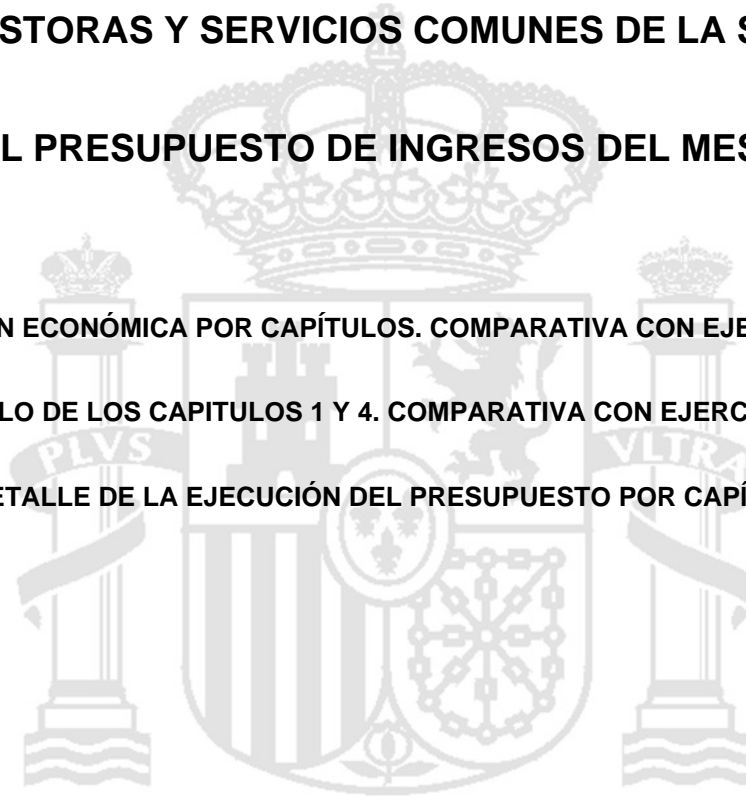 STORAS Y SERVICIOS COMUNES DE LA S
L PRESUPUESTO DE INGRESOS DEL MES
N ECONÓMICA POR CAPÍTULOS. COMPARATIVA CON EJE
LO DE LOS CAPITULOS 1 Y 4. COMPARATIVA CON EJERC
PLVS
VLTRA
ETALLE DE LA EJECUCIÓN DEL PRESUPUESTO POR CAPÍ